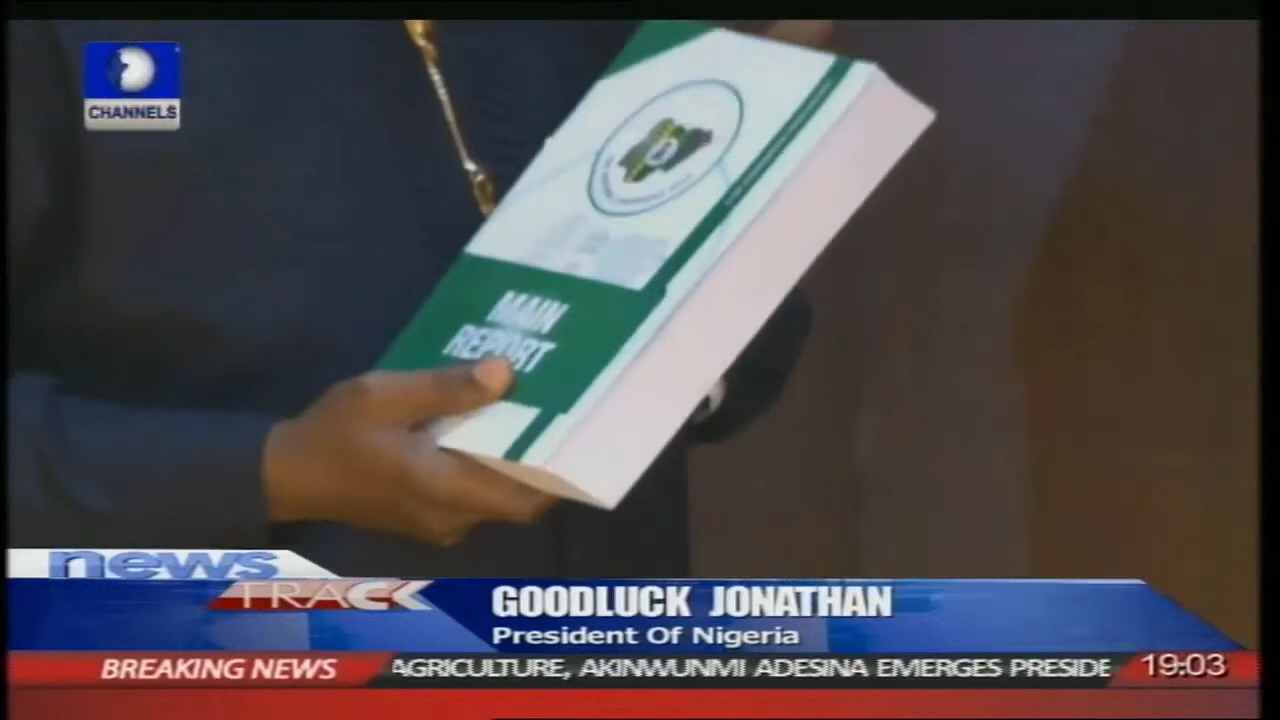 CHANNELS
MAIN
REPORT
news
TRACK
GOODLUCK JONATHAN
President Of Nigeria
BREAKING NEWS
AGRICULTURE, AKINWUNMI ADESINA EMERGES PRESIDE
19:03